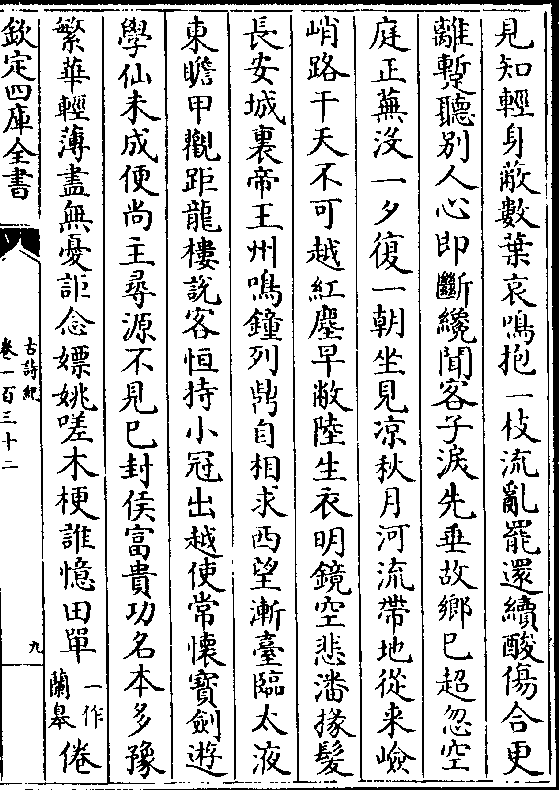 見知輕身蔽數葉哀鳴抱一枝流亂罷還續酸傷合更
離蹔聽别人心即斷纔聞客子淚先垂故鄉已超忽空
庭正蕪没一夕復一朝坐見凉秋月河流帶地從来嶮
峭路干天不可越紅塵早敝陸生衣明鏡空悲潘掾髪
長安城裏帝王州鳴鐘列鼎自相求西望漸臺臨太液
東瞻甲觀距龍樓説客恒持小冠出越使常懷寳劍遊
學仙未成便尚主尋源不見已封侯富貴功名本多豫
繁華輕薄盡無憂詎念嫖姚嗟木梗誰憶田單一作蘭皋倦
欽定四庫全書
古詩紀
卷一百三十二
九